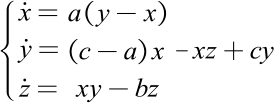 ẋ = a(y − x)
ẏ = (c − a)x - xz + cy
ż = xy − bz